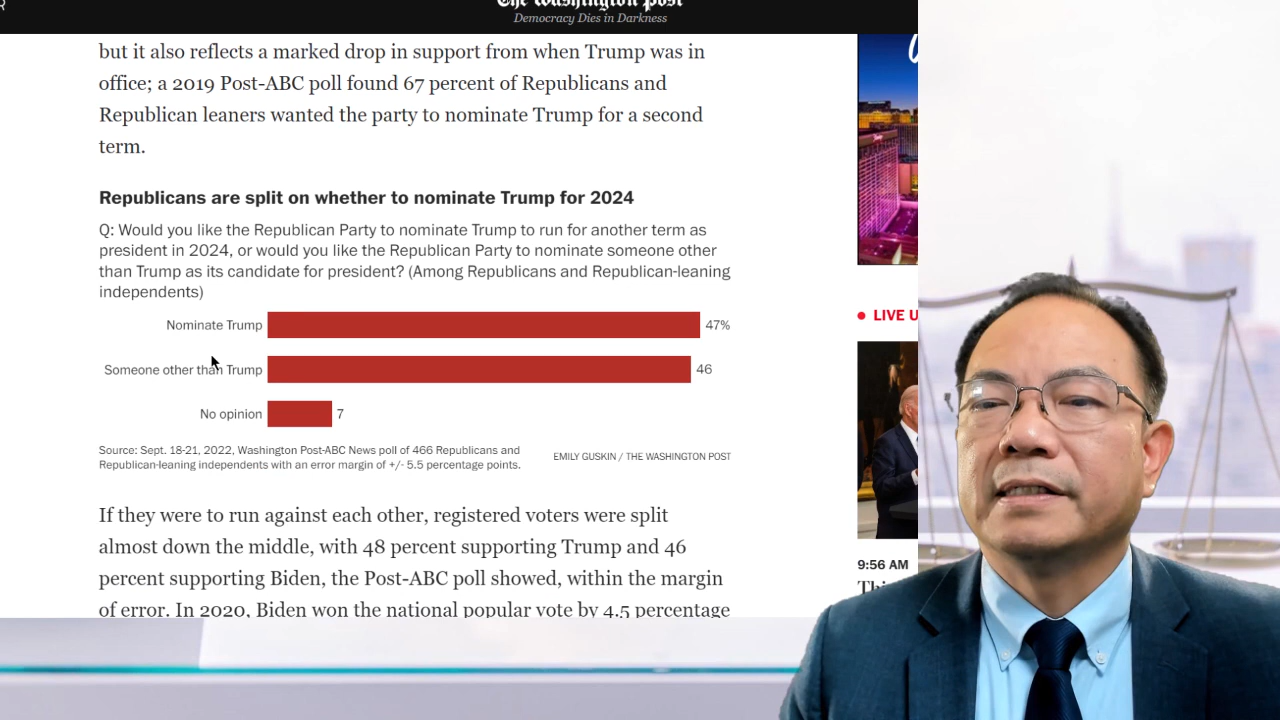 The Washington Post
Democracy Dies in Darkness
but it also reflects a marked drop in support from when Trump was in
office; a 2019 Post-ABC poll found 67 percent of Republicans and
Republican leaners wanted the party to nominate Trump for a second
term.
Republicans are split on whether to nominate Trump for 2024
Q: Would you like the Republican Party to nominate Trump to run for another term as
president in 2024, or would you like the Republican Party to nominate someone other
than Trump as its candidate for president? (Among Republicans and Republican-leaning
independents)
Nominate Trump 47%
Someone other than Trump 46
No opinion 7
Source: Sept. 18-21, 2022, Washington Post-ABC News poll of 466 Republicans and
Republican-leaning independents with an error margin of +/- 5.5 percentage points.
EMILY GUSKIN / THE WASHINGTON POST
If they were to run against each other, registered voters were split
almost down the middle, with 48 percent supporting Trump and 46
percent supporting Biden, the Post-ABC poll showed, within the margin
of error. In 2020, Biden won the national popular vote by 4.5 percentage
LIVE U
9:56 AM